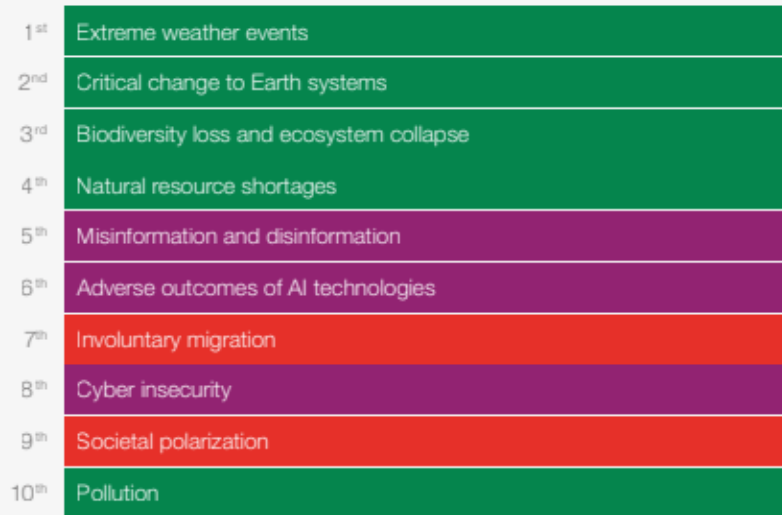 1st Extreme weather events
2nd Critical change to Earth systems
3rd Biodiversity loss and ecosystem collapse
4th Natural resource shortages
5th Misinformation and disinformation
6th Adverse outcomes of AI technologies
7th Involuntary migration
8th Cyber insecurity
9th Societal polarization
10th Pollution